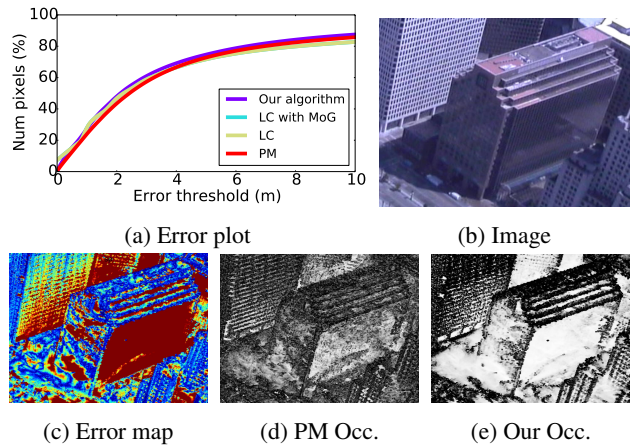 100
80
60
40
20
0
0 2 4 6 8 10
Num pixels (%)
Error threshold (m)
Our algorithm
LC with MoG
LC
PM
(a) Error plot
(b) Image
(c) Error map
(d) PM Occ.
(e) Our Occ.